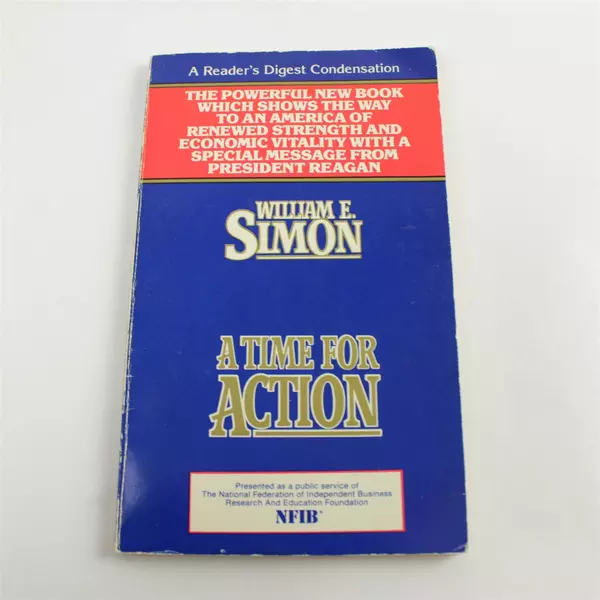 A Reader's Digest Condensation
THE POWERFUL NEW BOOK
WHICH SHOWS THE WAY
TO AN AMERICA OF
RENEWED STRENGTH AND
ECONOMIC VITALITY WITH A
SPECIAL MESSAGE FROM
PRESIDENT REAGAN
WILLIAM E.
SIMON
A TIME FOR
ACTION
Presented as a public service of
The National Federation of Independent Business
Research And Education Foundation
NFIB®